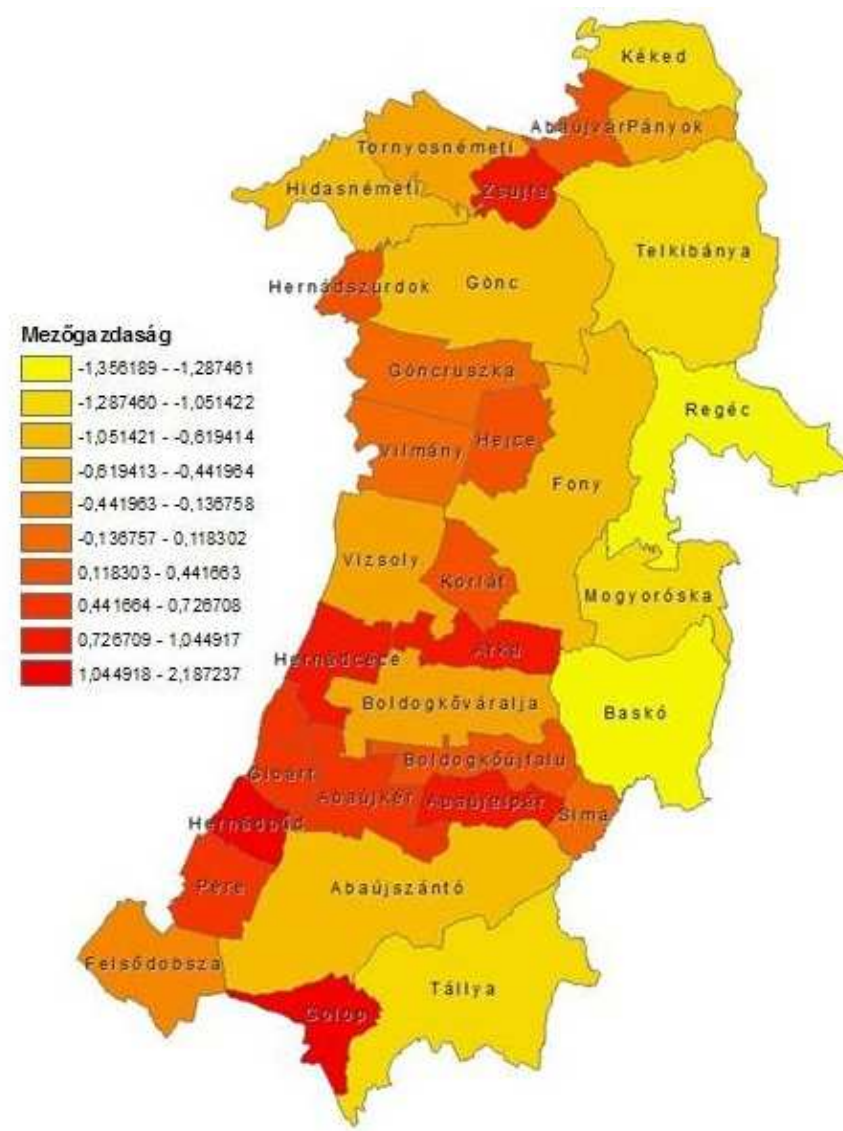 Kéked
Abaújvár
Pányok
Tornyosnémeti
Zsujta
Hidasnémeti
Telkibánya
Hernádszurdok
Gönc
Mezőgazdaság
-1,356189 - -1,287461
-1,287460 - -1,051422
-1,051421 - -0,619414
-0,619413 - -0,441964
-0,441963 - -0,136758
-0,136757 - 0,118302
0,118303 - 0,441663
0,441664 - 0,726708
0,726709 - 1,044917
1,044918 - 2,187237
Göncruszka
Regéc
Hejce
Vilmány
Fony
Vizsoly
Korlát
Mogyoróska
Arka
Hernádcéce
Boldogkőváralja
Baskó
Boldogkőújfalu
Gibárt
Abaújkér
Abaújalpár
Sima
Hernádbűd
Pere
Abaújszántó
Felsődobsza
Tállya
Golop